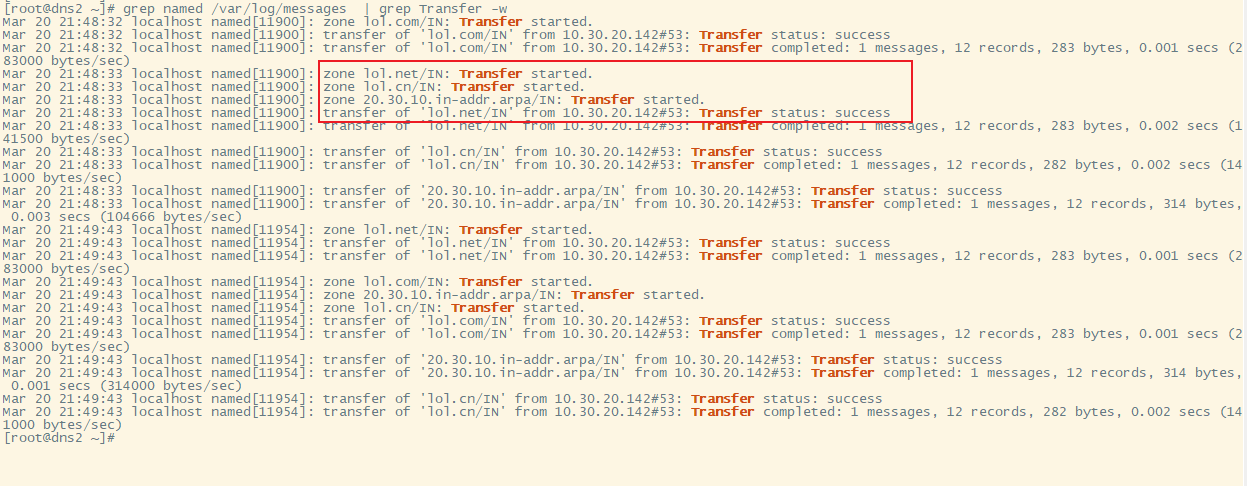 [root@dns2 ~]# grep named /var/log/messages  | grep Transfer -w
Mar 20 21:48:32 localhost named[11900]: zone lol.com/IN: Transfer started.
Mar 20 21:48:32 localhost named[11900]: transfer of 'lol.com/IN' from 10.30.20.142#53: Transfer status: success
Mar 20 21:48:32 localhost named[11900]: transfer of 'lol.com/IN' from 10.30.20.142#53: Transfer completed: 1 messages, 12 records, 283 bytes, 0.001 secs (2
83000 bytes/sec)
Mar 20 21:48:33 localhost named[11900]: zone lol.net/IN: Transfer started.
Mar 20 21:48:33 localhost named[11900]: zone lol.cn/IN: Transfer started.
Mar 20 21:48:33 localhost named[11900]: zone 20.30.10.in-addr.arpa/IN: Transfer started.
Mar 20 21:48:33 localhost named[11900]: transfer of 'lol.net/IN' from 10.30.20.142#53: Transfer status: success
Mar 20 21:48:33 localhost named[11900]: transfer of 'lol.net/IN' from 10.30.20.142#53: Transfer completed: 1 messages, 12 records, 283 bytes, 0.002 secs (1
41500 bytes/sec)
Mar 20 21:48:33 localhost named[11900]: transfer of 'lol.cn/IN' from 10.30.20.142#53: Transfer status: success
Mar 20 21:48:33 localhost named[11900]: transfer of 'lol.cn/IN' from 10.30.20.142#53: Transfer completed: 1 messages, 12 records, 282 bytes, 0.002 secs (14
1000 bytes/sec)
Mar 20 21:48:33 localhost named[11900]: transfer of '20.30.10.in-addr.arpa/IN' from 10.30.20.142#53: Transfer status: success
Mar 20 21:48:33 localhost named[11900]: transfer of '20.30.10.in-addr.arpa/IN' from 10.30.20.142#53: Transfer completed: 1 messages, 12 records, 314 bytes,
 0.003 secs (104666 bytes/sec)
Mar 20 21:49:43 localhost named[11954]: zone lol.net/IN: Transfer started.
Mar 20 21:49:43 localhost named[11954]: transfer of 'lol.net/IN' from 10.30.20.142#53: Transfer status: success
Mar 20 21:49:43 localhost named[11954]: transfer of 'lol.net/IN' from 10.30.20.142#53: Transfer completed: 1 messages, 12 records, 283 bytes, 0.001 secs (2
83000 bytes/sec)
Mar 20 21:49:43 localhost named[11954]: zone lol.com/IN: Transfer started.
Mar 20 21:49:43 localhost named[11954]: zone 20.30.10.in-addr.arpa/IN: Transfer started.
Mar 20 21:49:43 localhost named[11954]: zone lol.cn/IN: Transfer started.
Mar 20 21:49:43 localhost named[11954]: transfer of 'lol.com/IN' from 10.30.20.142#53: Transfer status: success
Mar 20 21:49:43 localhost named[11954]: transfer of 'lol.com/IN' from 10.30.20.142#53: Transfer completed: 1 messages, 12 records, 283 bytes, 0.001 secs (2
83000 bytes/sec)
Mar 20 21:49:43 localhost named[11954]: transfer of '20.30.10.in-addr.arpa/IN' from 10.30.20.142#53: Transfer status: success
Mar 20 21:49:43 localhost named[11954]: transfer of '20.30.10.in-addr.arpa/IN' from 10.30.20.142#53: Transfer completed: 1 messages, 12 records, 314 bytes,
 0.001 secs (314000 bytes/sec)
Mar 20 21:49:43 localhost named[11954]: transfer of 'lol.cn/IN' from 10.30.20.142#53: Transfer status: success
Mar 20 21:49:43 localhost named[11954]: transfer of 'lol.cn/IN' from 10.30.20.142#53: Transfer completed: 1 messages, 12 records, 282 bytes, 0.002 secs (14
1000 bytes/sec)
[root@dns2 ~]#